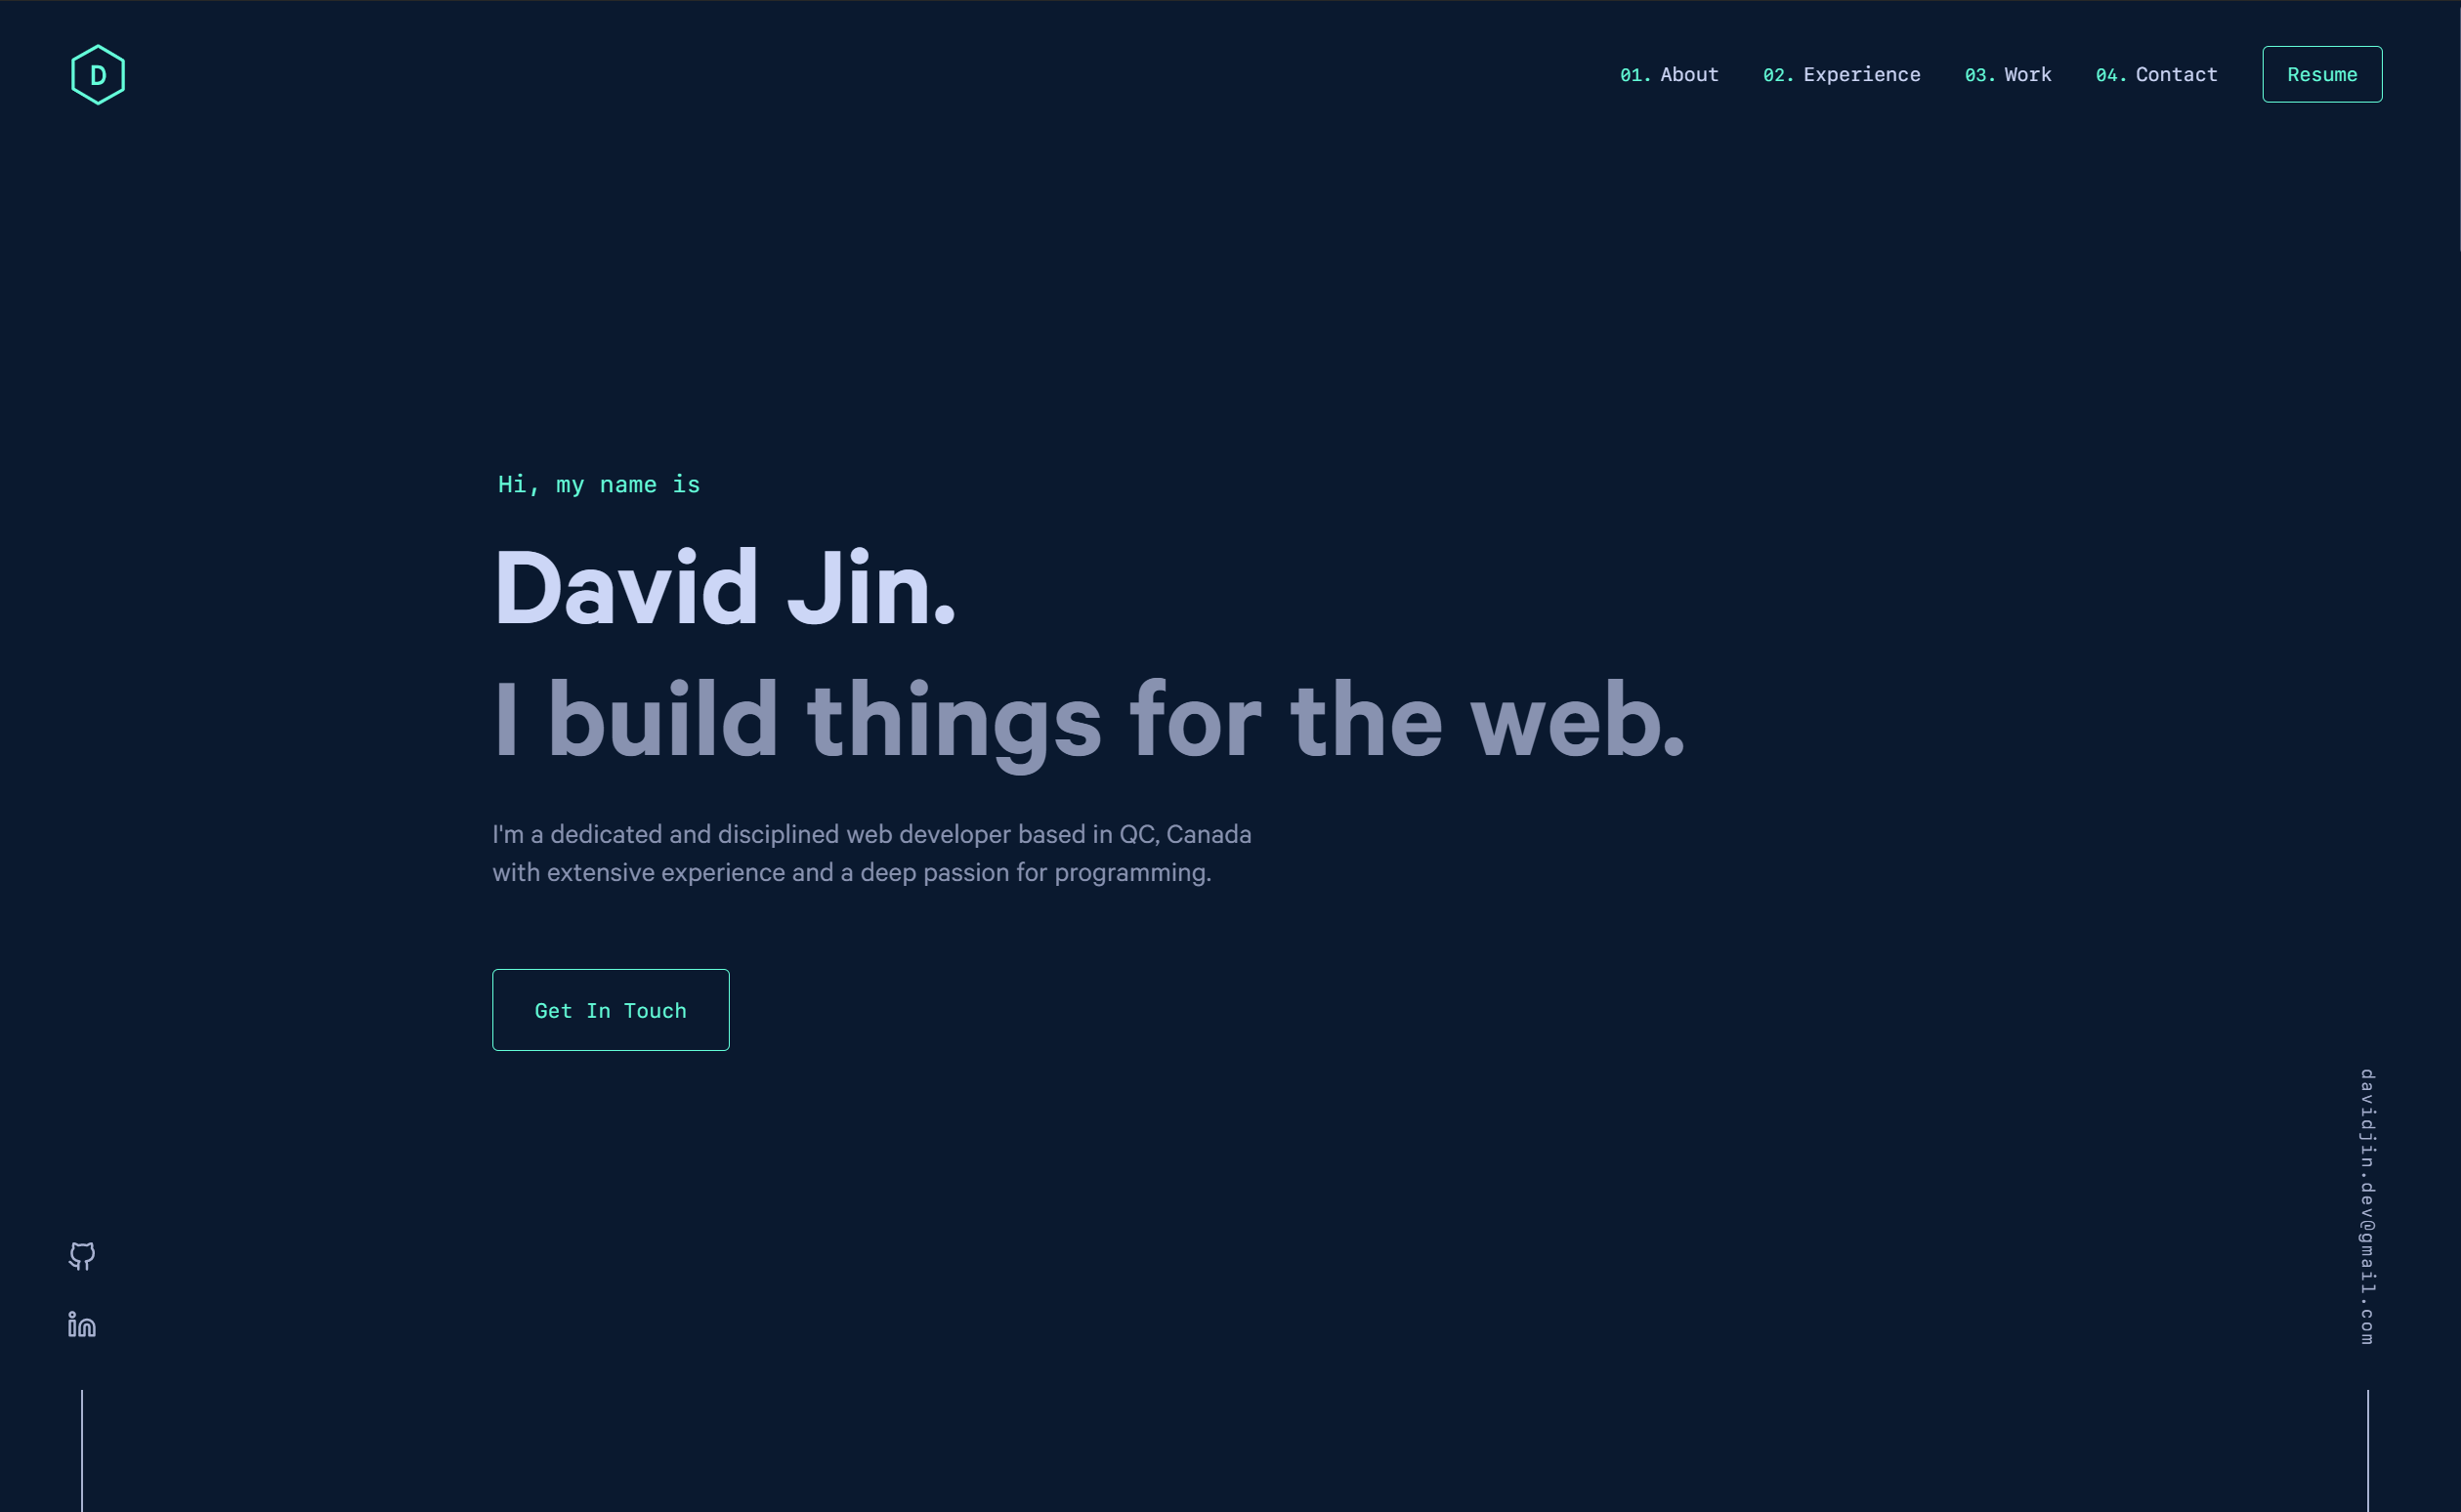 D
01. About 02. Experience 03. Work 04. Contact Resume
Hi, my name is
David Jin.
I build things for the web.
I'm a dedicated and disciplined web developer based in QC, Canada
with extensive experience and a deep passion for programming.
Get In Touch
davidjin.dev@gmail.com
in